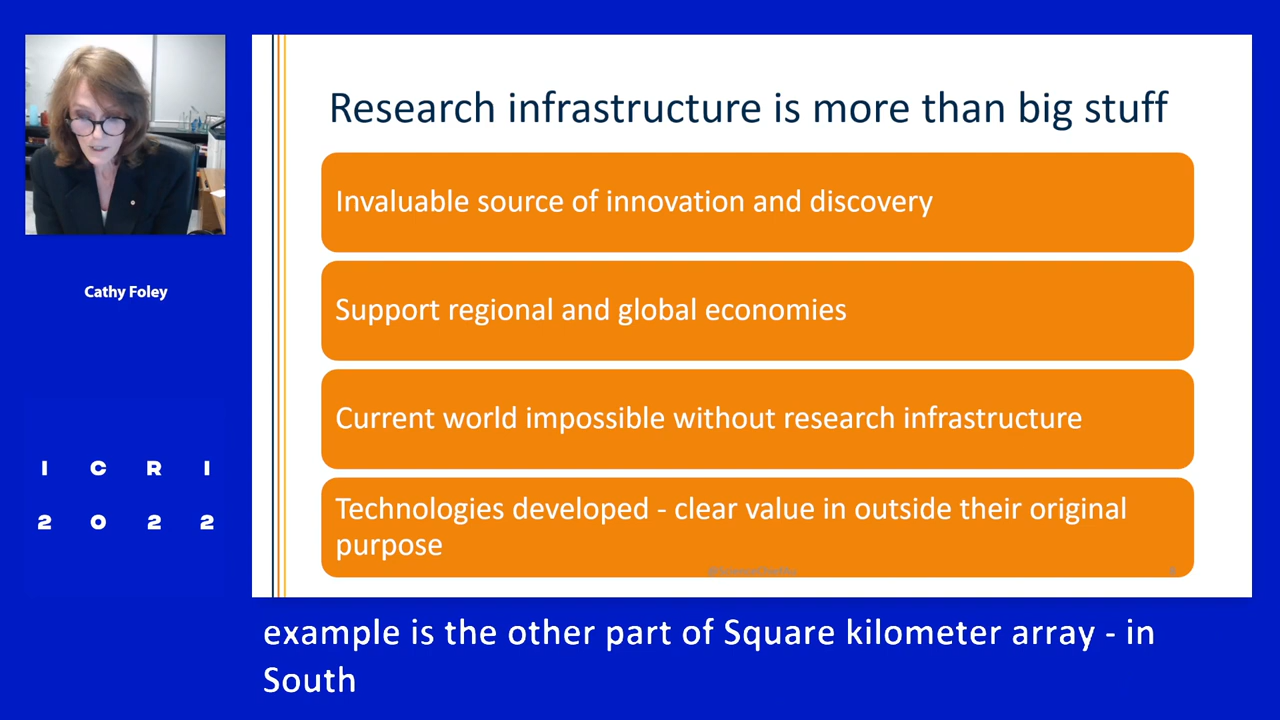 Research infrastructure is more than big stuff
Invaluable source of innovation and discovery
Support regional and global economies
Current world impossible without research infrastructure
Technologies developed - clear value in outside their original
purpose
Cathy Foley
I C R I
2 0 2 2
example is the other part of Square kilometer array - in
South